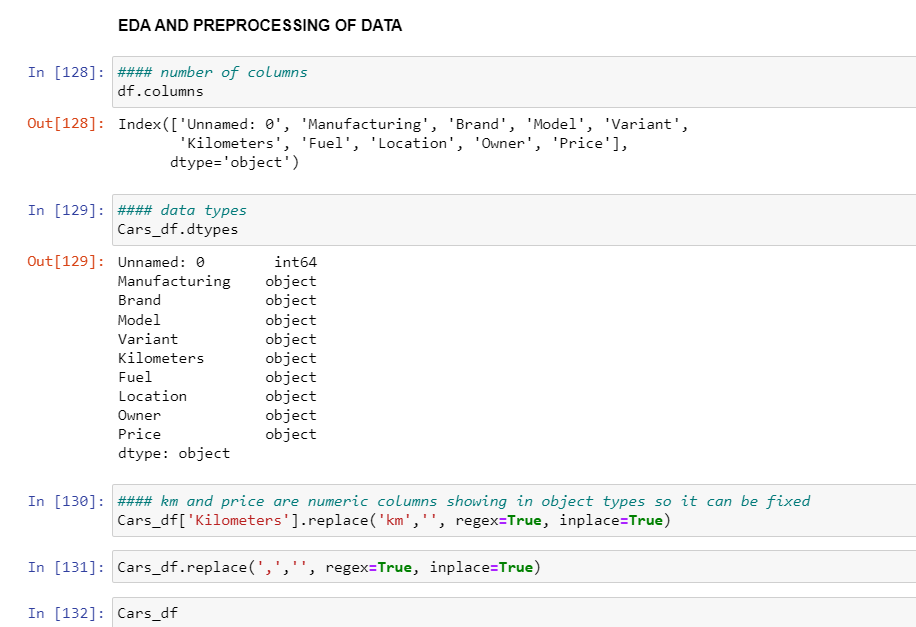 EDA AND PREPROCESSING OF DATA
In [128]: #### number of columns
df.columns
Out[128]: Index(['Unnamed: 0', 'Manufacturing', 'Brand', 'Model', 'Variant',
'Kilometers', 'Fuel', 'Location', 'Owner', 'Price'],
dtype='object')
In [129]: #### data types
Cars_df.dtypes
Out[129]: Unnamed: 0 int64
Manufacturing object
Brand object
Model object
Variant object
Kilometers object
Fuel object
Location object
Owner object
Price object
dtype: object
In [130]: #### km and price are numeric columns showing in object types so it can be fixed
Cars_df['Kilometers'].replace('km','', regex=True, inplace=True)
In [131]: Cars_df.replace(',','', regex=True, inplace=True)
In [132]: Cars_df